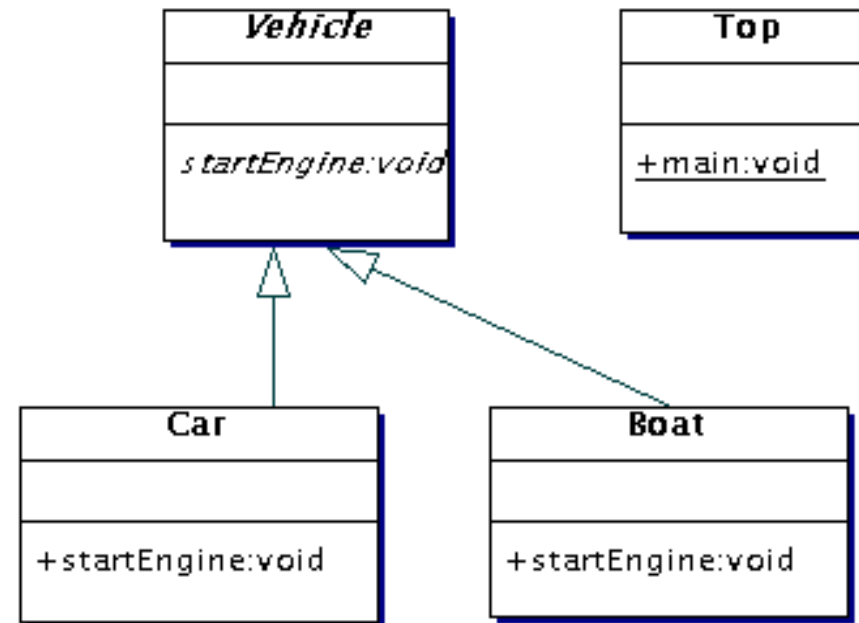 Vehicle
startEngine:void
Top
+main:void
Car
+startEngine:void
Boat
+startEngine:void